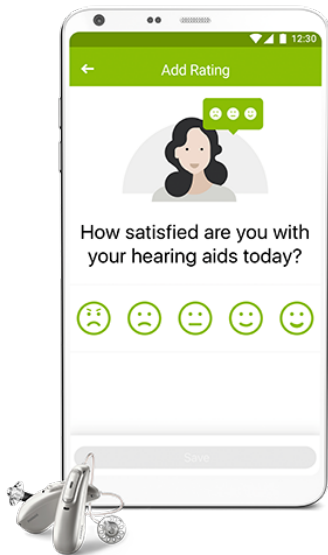 12:30
Add Rating
How satisfied are you with
your hearing aids today?
Save